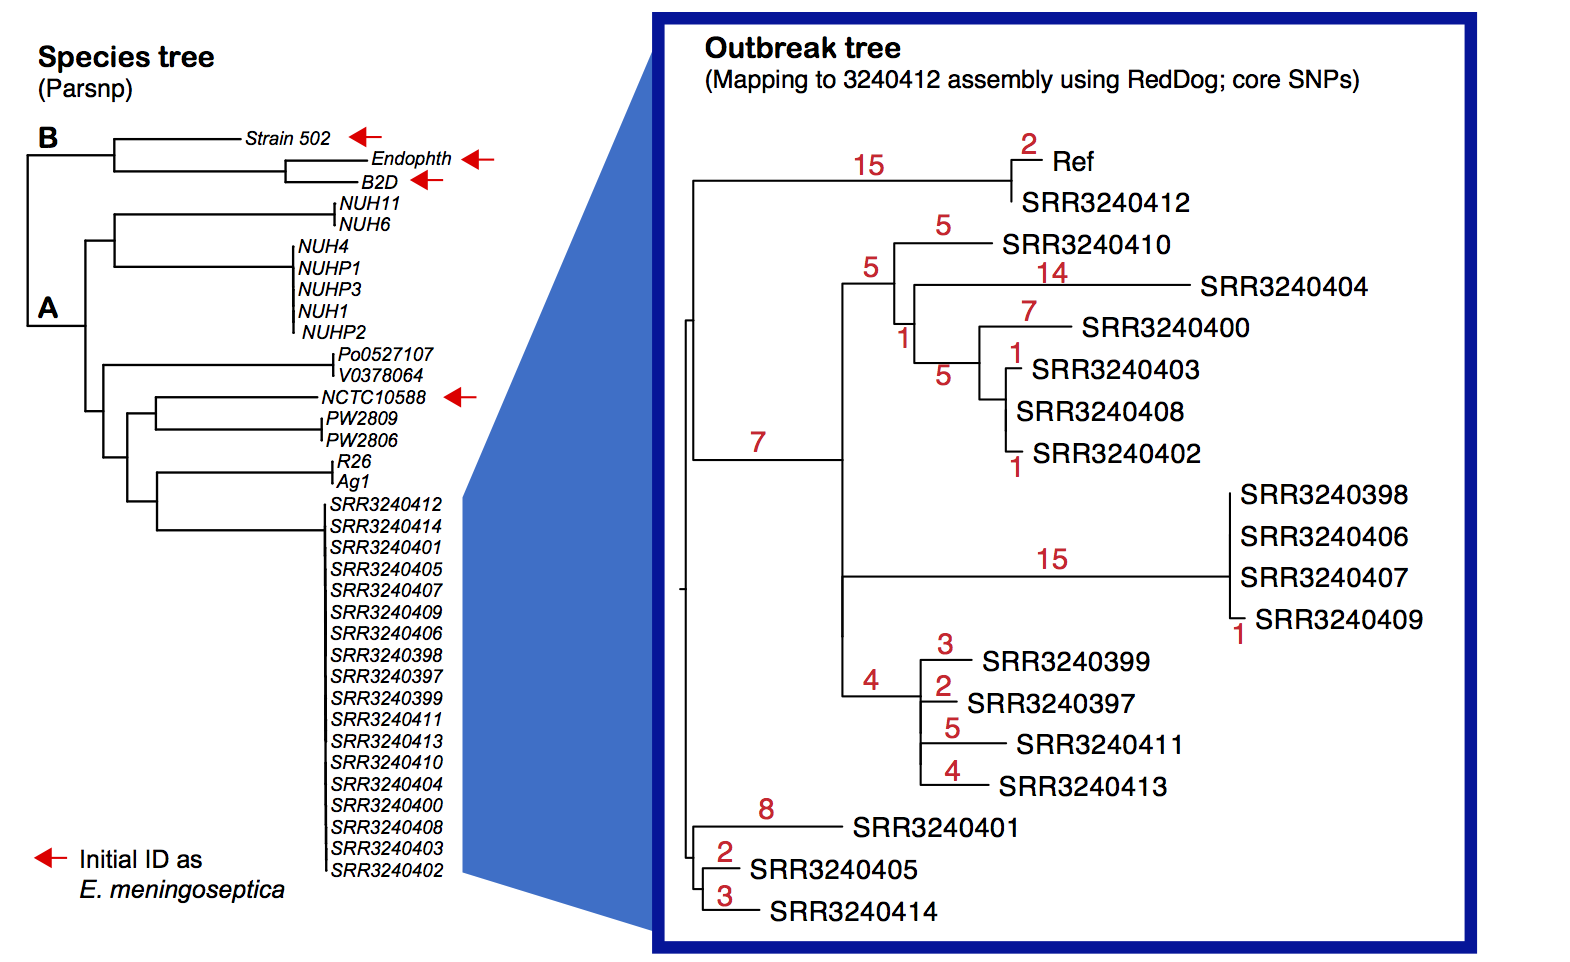 Species tree
(Parsnp)
B
Strain 502
Endophth
B2D
NUH11
NUH6
NUH4
NUHP1
NUHP3
NUH1
NUHP2
A
Po0527107
V0378064
NCTC10588
PW2809
PW2806
R26
Ag1
SRR3240412
SRR3240414
SRR3240401
SRR3240405
SRR3240407
SRR3240409
SRR3240406
SRR3240398
SRR3240397
SRR3240399
SRR3240411
SRR3240413
SRR3240410
SRR3240404
SRR3240400
SRR3240408
SRR3240403
SRR3240402
Initial ID as
E. meningoseptica
Outbreak tree
(Mapping to 3240412 assembly using RedDog; core SNPs)
15
2
Ref
SRR3240412
5
SRR3240410
5
14
SRR3240404
7
SRR3240400
1
1
SRR3240403
5
SRR3240408
7
SRR3240402
1
SRR3240398
SRR3240406
15
SRR3240407
SRR3240409
1
3
SRR3240399
4
2
SRR3240397
5
SRR3240411
4
SRR3240413
8
SRR3240401
2
SRR3240405
3
SRR3240414